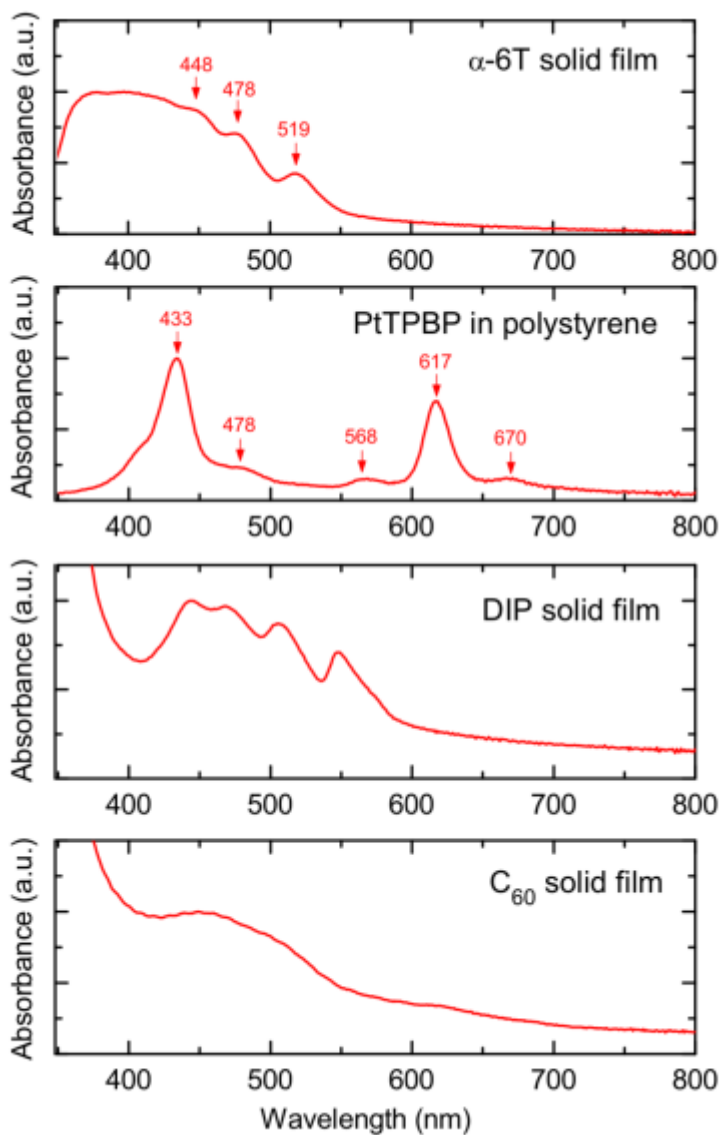 α-6T solid film
448
478
519
Absorbance (a.u.)
400 500 600 700 800
PtTPBP in polystyrene
433
478
568
617
670
Absorbance (a.u.)
400 500 600 700 800
DIP solid film
Absorbance (a.u.)
400 500 600 700 800
C60 solid film
Absorbance (a.u.)
400 500 600 700 800
Wavelength (nm)